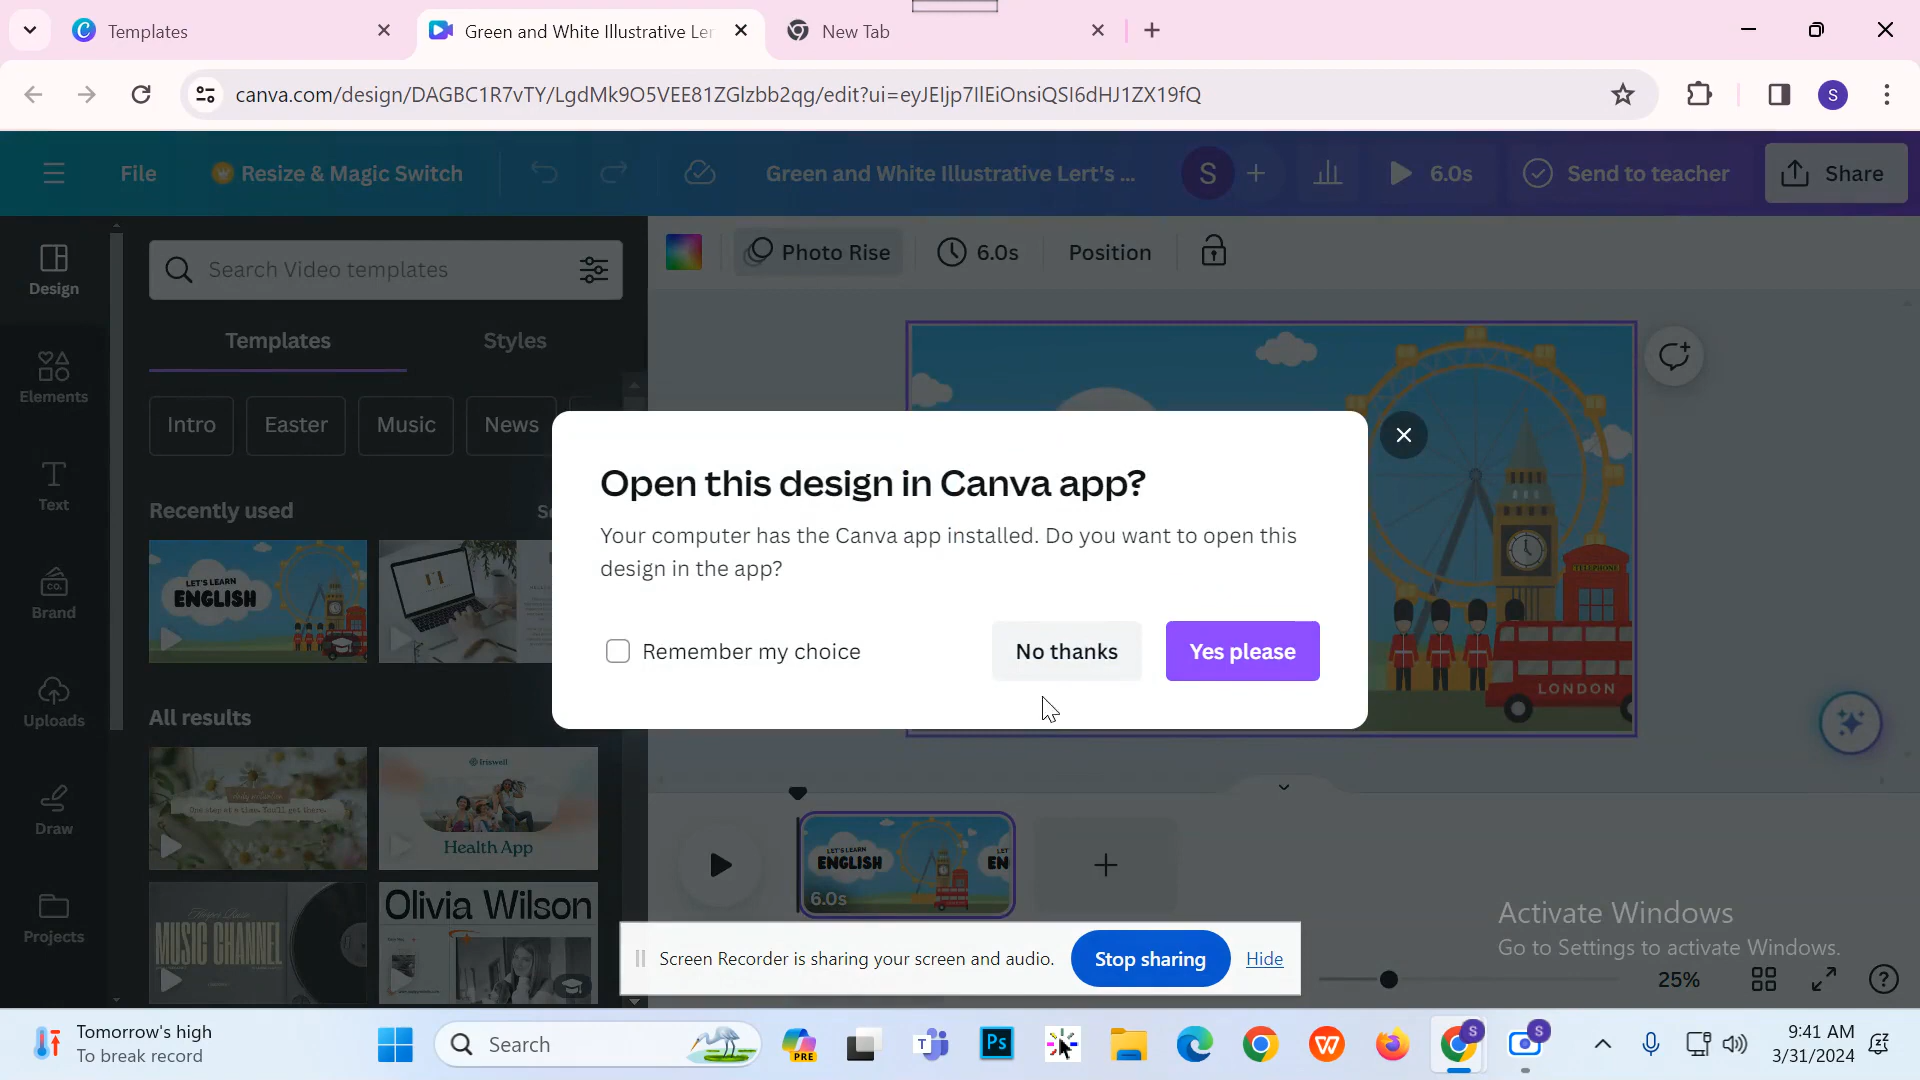 Templates
Green and White Illustrative Ler
New Tab
canva.com/design/DAGBC1R7vTY/LgdMk9O5VEE81ZGlzbb2qg/edit?ui=eyJEIjp7IlEiOnsiQSI6dHJ1ZX19fQ
S
File
Resize & Magic Switch
Green and White Illustrative Lert's ...
S
6.0s
Send to teacher
Share
Design
Elements
Text
Brand
Uploads
Draw
Projects
Search Video templates
Templates
Styles
Intro
Easter
Music
News
Recently used
LET'S LEARN
ENGLISH
All results
Health App
MUSIC CHANNEL
Olivia Wilson
Photo Rise
6.0s
Position
TELEPHONE
LONDON
Open this design in Canva app?
Your computer has the Canva app installed. Do you want to open this
design in the app?
Remember my choice
No thanks
Yes please
LET'S LEARN
ENGLISH
EN
6.0s
Screen Recorder is sharing your screen and audio.
Stop sharing
Hide
Activate Windows
Go to Settings to activate Windows.
25%
Tomorrow's high
To break record
Search
PRE
Ps
9:41 AM
3/31/2024